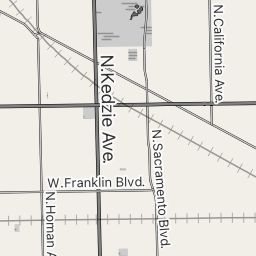 N.California Ave.
N.Kedzie Ave.
N.Sacramento Blvd.
W.Franklin Blvd.
N.Homan A